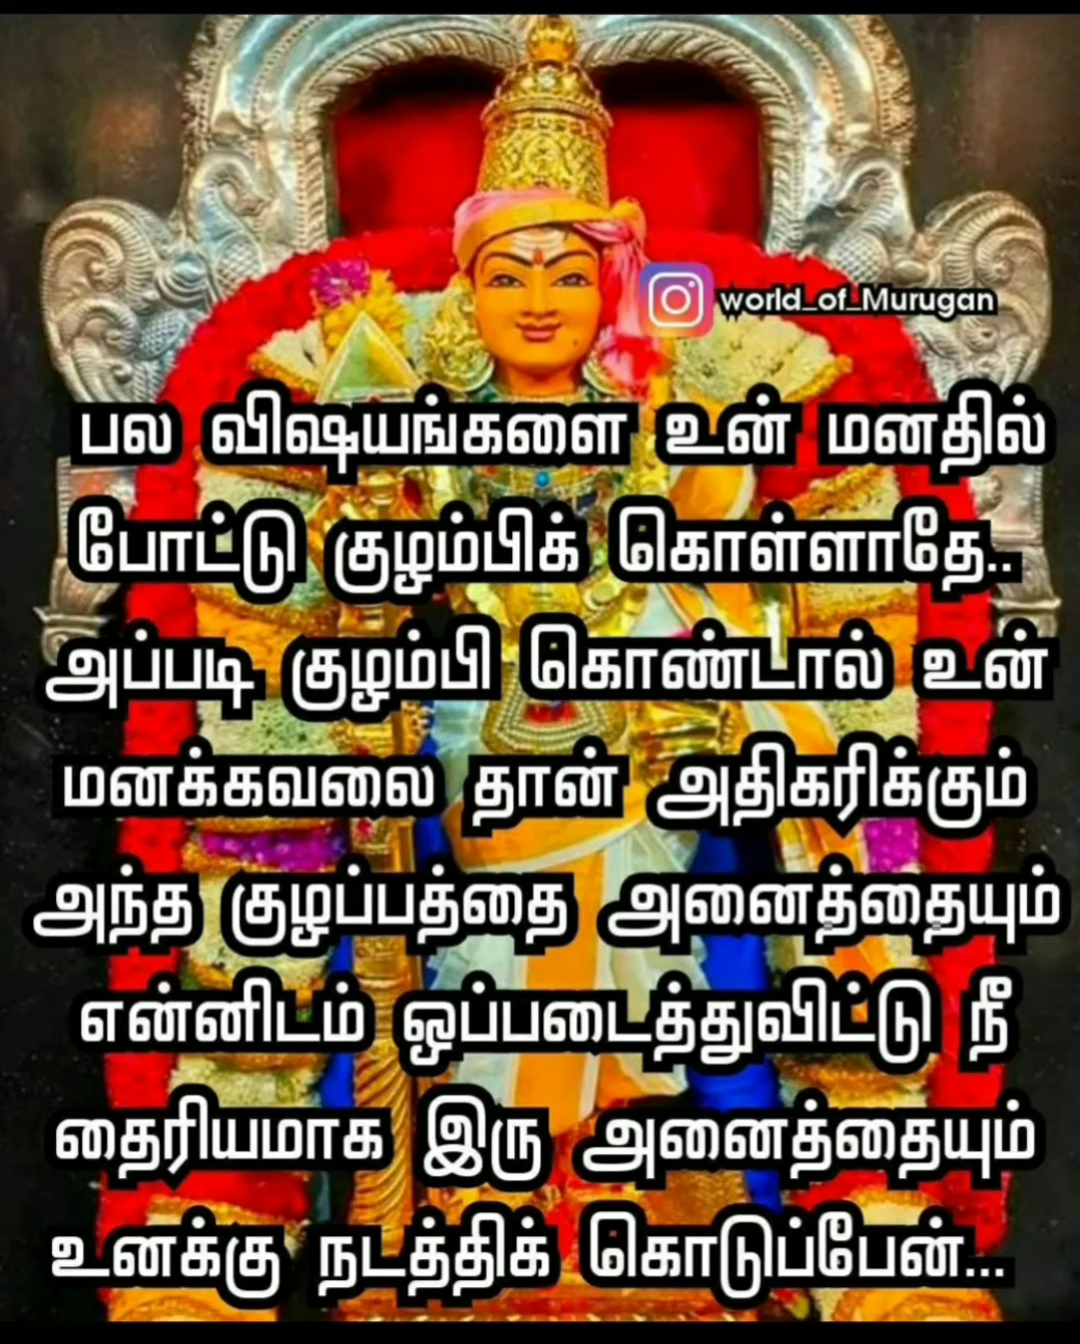 world_of_Murugan
பல விஷயங்களை உன் மனதில்
போட்டு குழம்பிக் கொள்ளாதே..
அப்படி குழம்பி கொண்டால் உன்
மனக்கவலை தான் அதிகரிக்கும்
அந்த குழப்பத்தை அனைத்தையும்
என்னிடம் ஒப்படைத்துவிட்டு நீ
தைரியமாக இரு அனைத்தையும்
உனக்கு நடத்திக் கொடுப்பேன்...